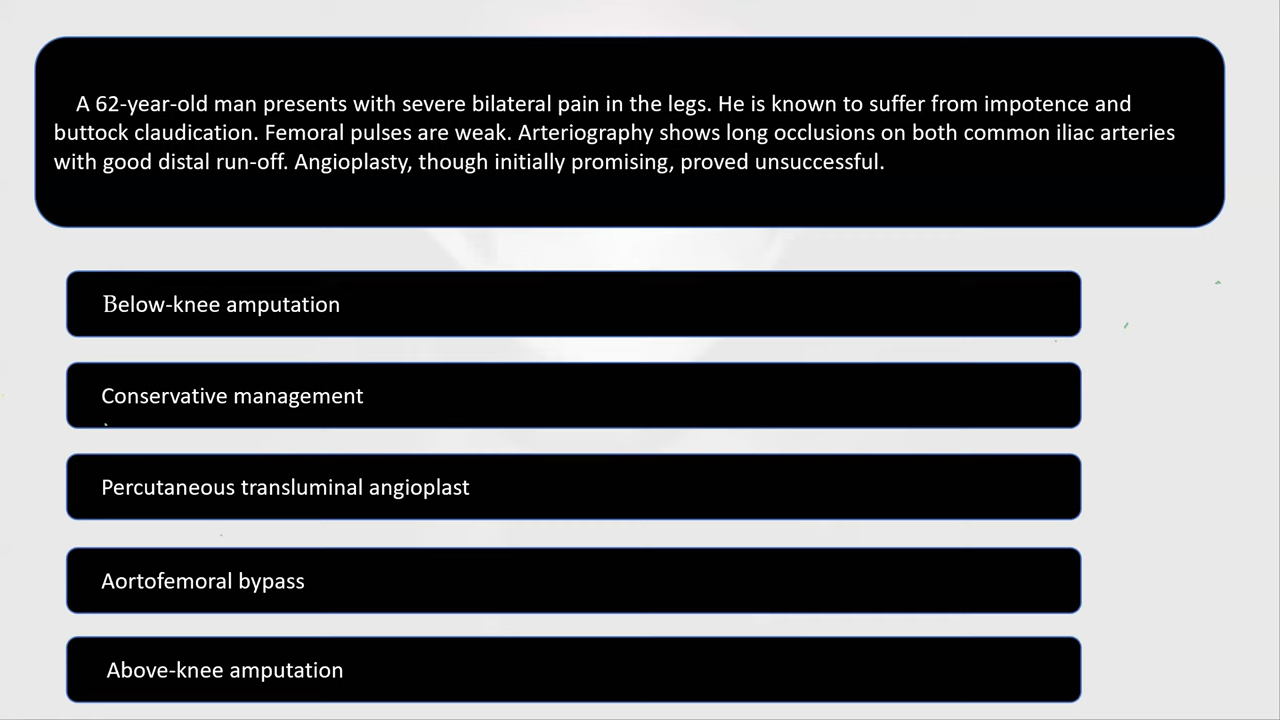 A 62-year-old man presents with severe bilateral pain in the legs. He is known to suffer from impotence and
buttock claudication. Femoral pulses are weak. Arteriography shows long occlusions on both common iliac arteries
with good distal run-off. Angioplasty, though initially promising, proved unsuccessful.
Below-knee amputation
Conservative management
Percutaneous transluminal angioplast
Aortofemoral bypass
Above-knee amputation